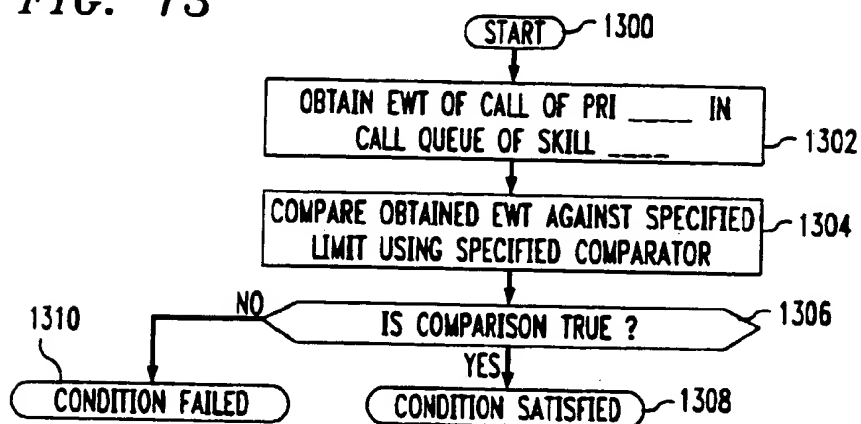 FIG. 13
START 1300
OBTAIN EWT OF CALL OF PRI ____ IN
CALL QUEUE OF SKILL ____
1302
COMPARE OBTAINED EWT AGAINST SPECIFIED
LIMIT USING SPECIFIED COMPARATOR
1304
IS COMPARISON TRUE ?
1306
NO
YES
1310
CONDITION FAILED
CONDITION SATISFIED
1308